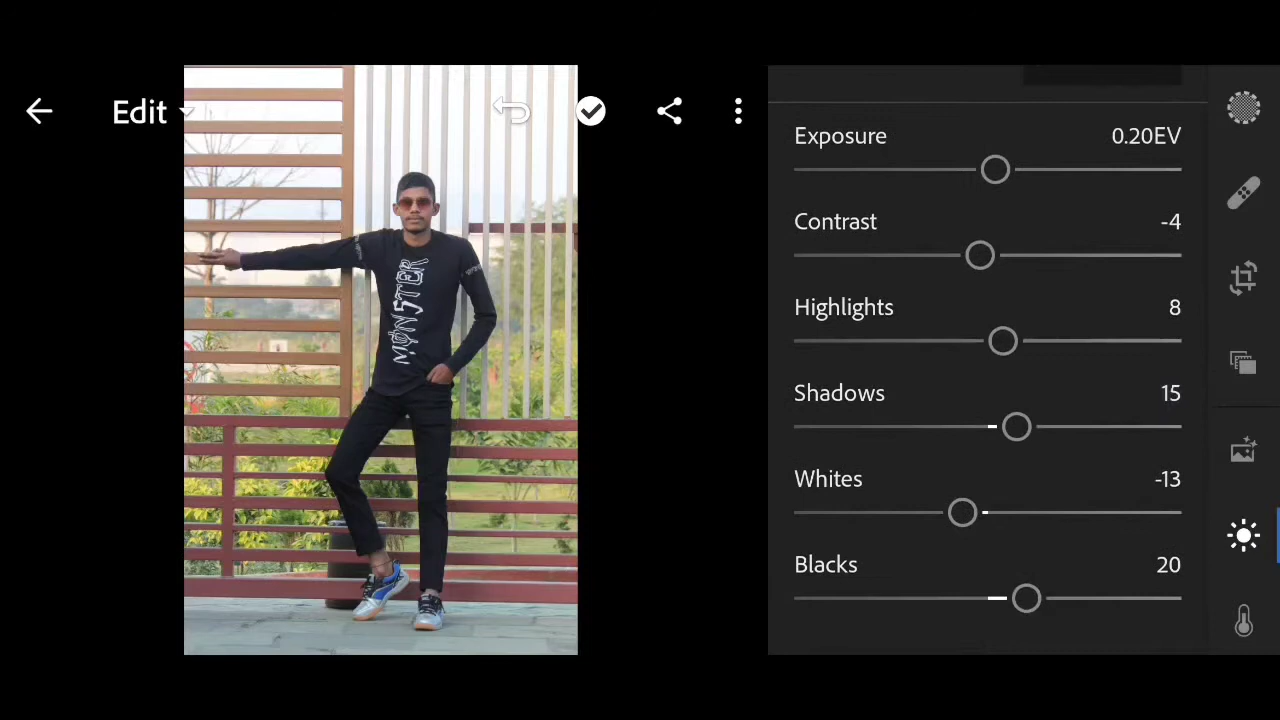 Edit
MONSTER
Exposure 0.20EV
Contrast -4
Highlights 8
Shadows 15
Whites -13
Blacks 20